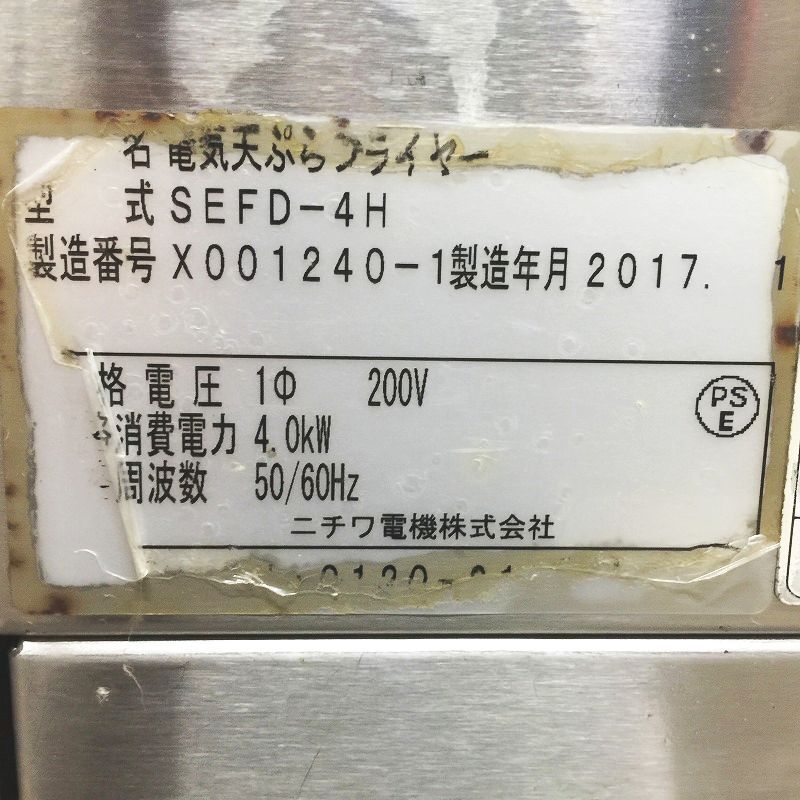 名 電気天ぷらフライヤー
型 式 SEFD-4H
製造番号 X001240-1 製造年月 2017. 1
格電圧 1Φ 200V
消費電力 4.0kW
周波数 50/60Hz
PS
E
ニチワ電機株式会社